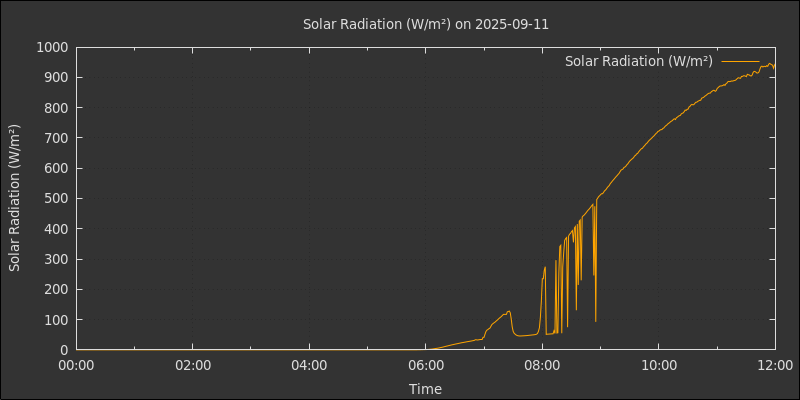 Solar Radiation (W/m²) on 2025-09-11
Solar Radiation (W/m²)
Solar Radiation (W/m²)
1000
900
800
700
600
500
400
300
200
100
0
00:00 02:00 04:00 06:00 08:00 10:00 12:00
Time